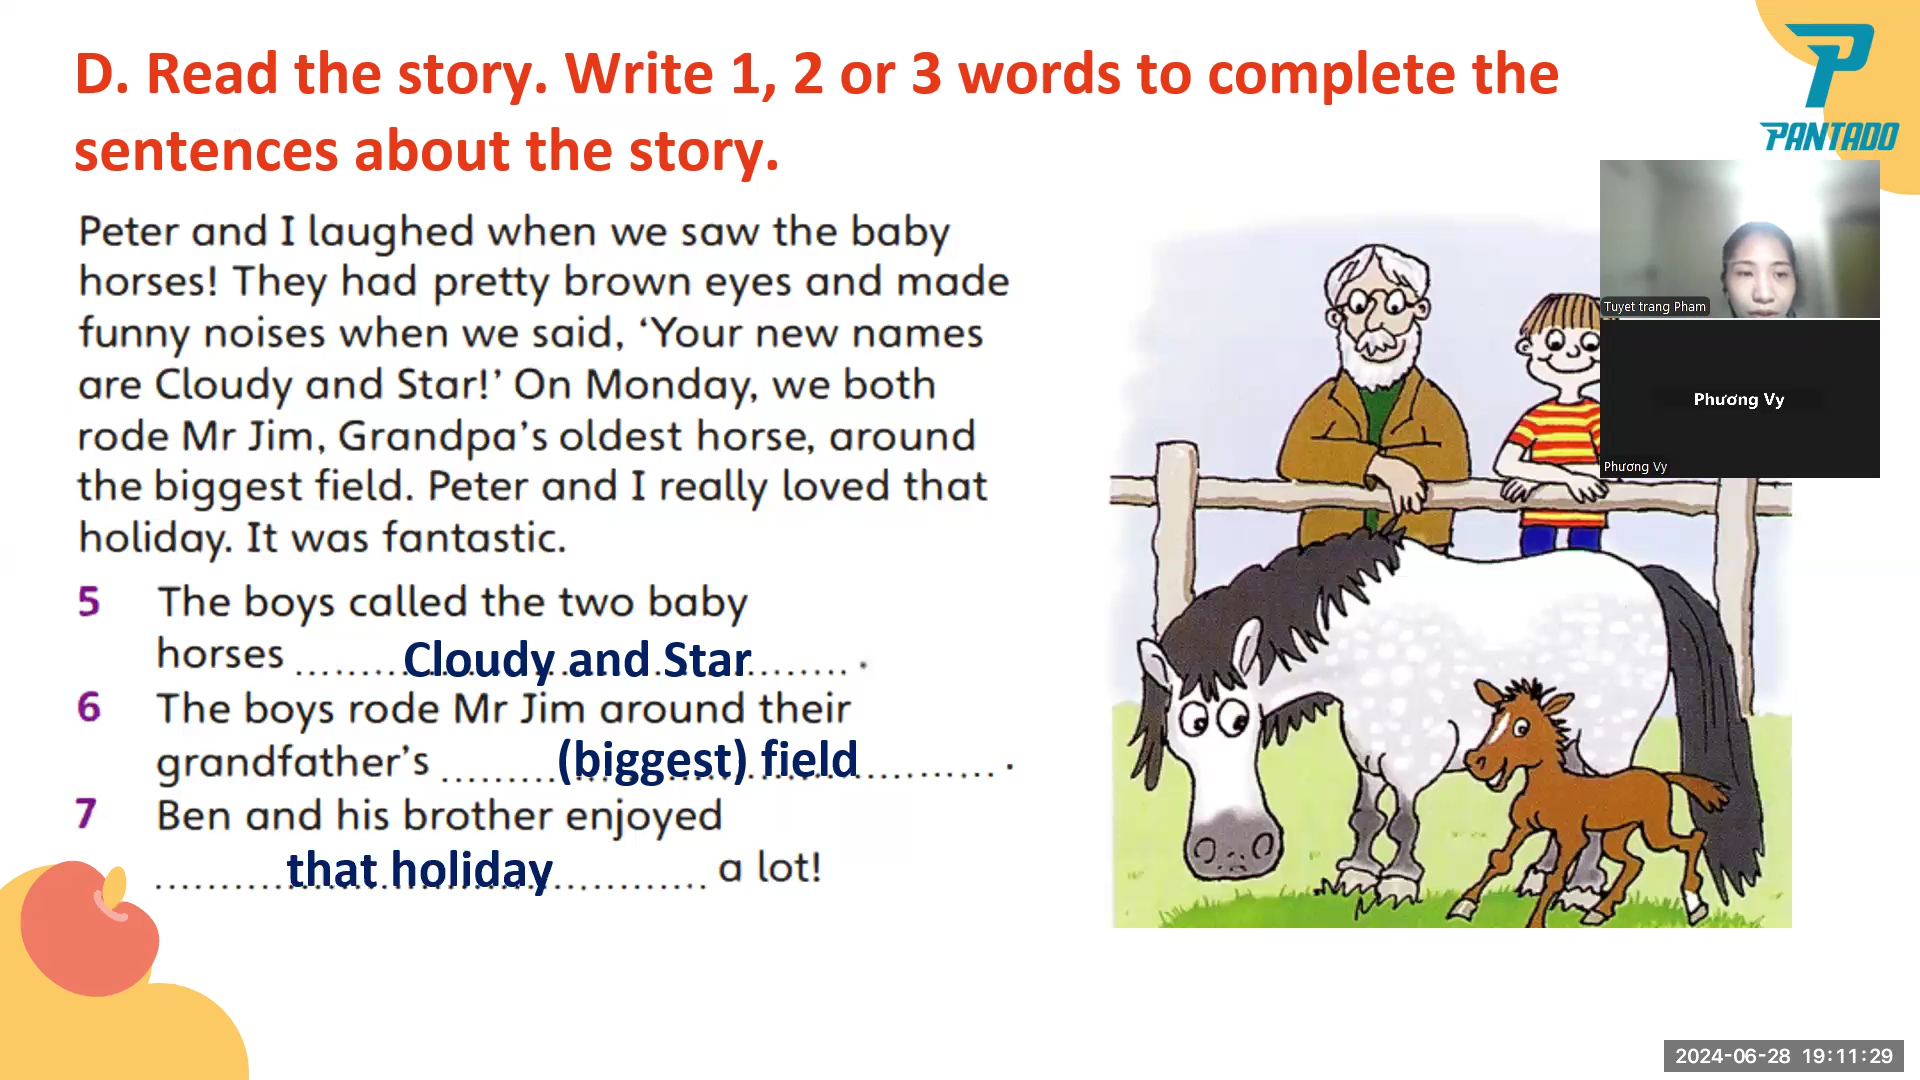 D. Read the story. Write 1, 2 or 3 words to complete the
sentences about the story.
PANTADO
Peter and I laughed when we saw the baby
horses! They had pretty brown eyes and made
funny noises when we said, ‘Your new names
are Cloudy and Star!’ On Monday, we both
rode Mr Jim, Grandpa’s oldest horse, around
the biggest field. Peter and I really loved that
holiday. It was fantastic.
5 The boys called the two baby
horses ........ Cloudy and Star ........ .
6 The boys rode Mr Jim around their
grandfather’s ........ (biggest) field ........ .
7 Ben and his brother enjoyed
........ that holiday ........ a lot!
Tuyet trang Pham
Phương Vy
Phương Vy
2024-06-28 19:11:29